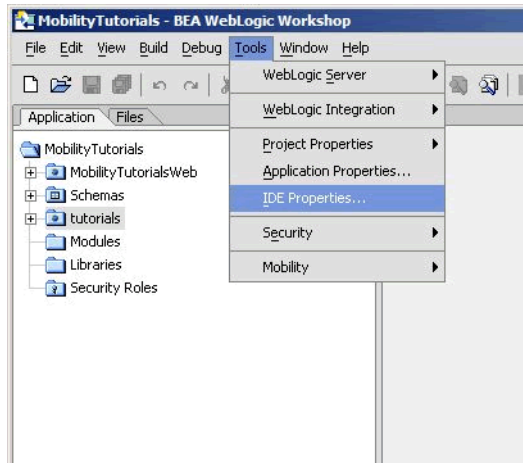 MobilityTutorials - BEA WebLogic Workshop
File Edit View Build Debug Tools Window Help
WebLogic Server
WebLogic Integration
Project Properties
Application Properties...
IDE Properties...
Security
Mobility
Application Files
MobilityTutorials
MobilityTutorialsWeb
Schemas
tutorials
Modules
Libraries
Security Roles